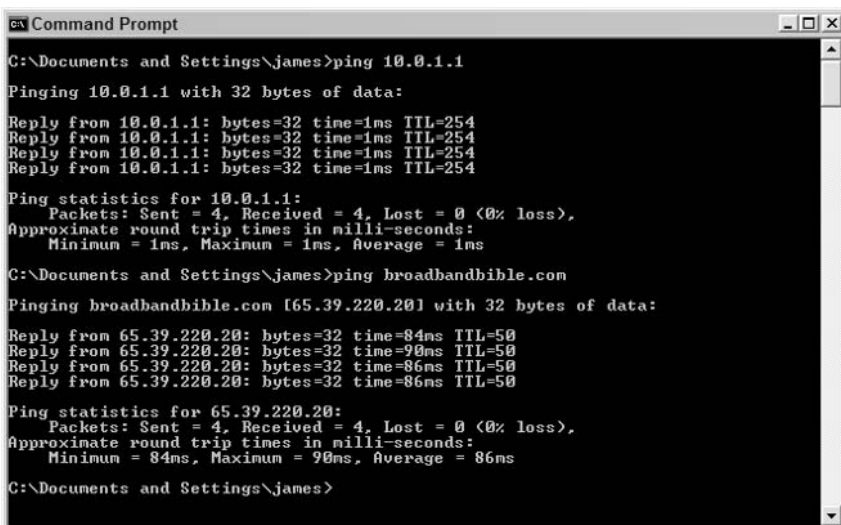 Command Prompt
C:\Documents and Settings\james>ping 10.0.1.1
Pinging 10.0.1.1 with 32 bytes of data:
Reply from 10.0.1.1: bytes=32 time=1ms TTL=254
Reply from 10.0.1.1: bytes=32 time=1ms TTL=254
Reply from 10.0.1.1: bytes=32 time=1ms TTL=254
Reply from 10.0.1.1: bytes=32 time=1ms TTL=254
Ping statistics for 10.0.1.1:
    Packets: Sent = 4, Received = 4, Lost = 0 (0% loss),
Approximate round trip times in milli-seconds:
    Minimum = 1ms, Maximum = 1ms, Average = 1ms
C:\Documents and Settings\james>ping broadbandbible.com
Pinging broadbandbible.com [65.39.220.20] with 32 bytes of data:
Reply from 65.39.220.20: bytes=32 time=84ms TTL=50
Reply from 65.39.220.20: bytes=32 time=90ms TTL=50
Reply from 65.39.220.20: bytes=32 time=86ms TTL=50
Reply from 65.39.220.20: bytes=32 time=86ms TTL=50
Ping statistics for 65.39.220.20:
    Packets: Sent = 4, Received = 4, Lost = 0 (0% loss),
Approximate round trip times in milli-seconds:
    Minimum = 84ms, Maximum = 90ms, Average = 86ms
C:\Documents and Settings\james>